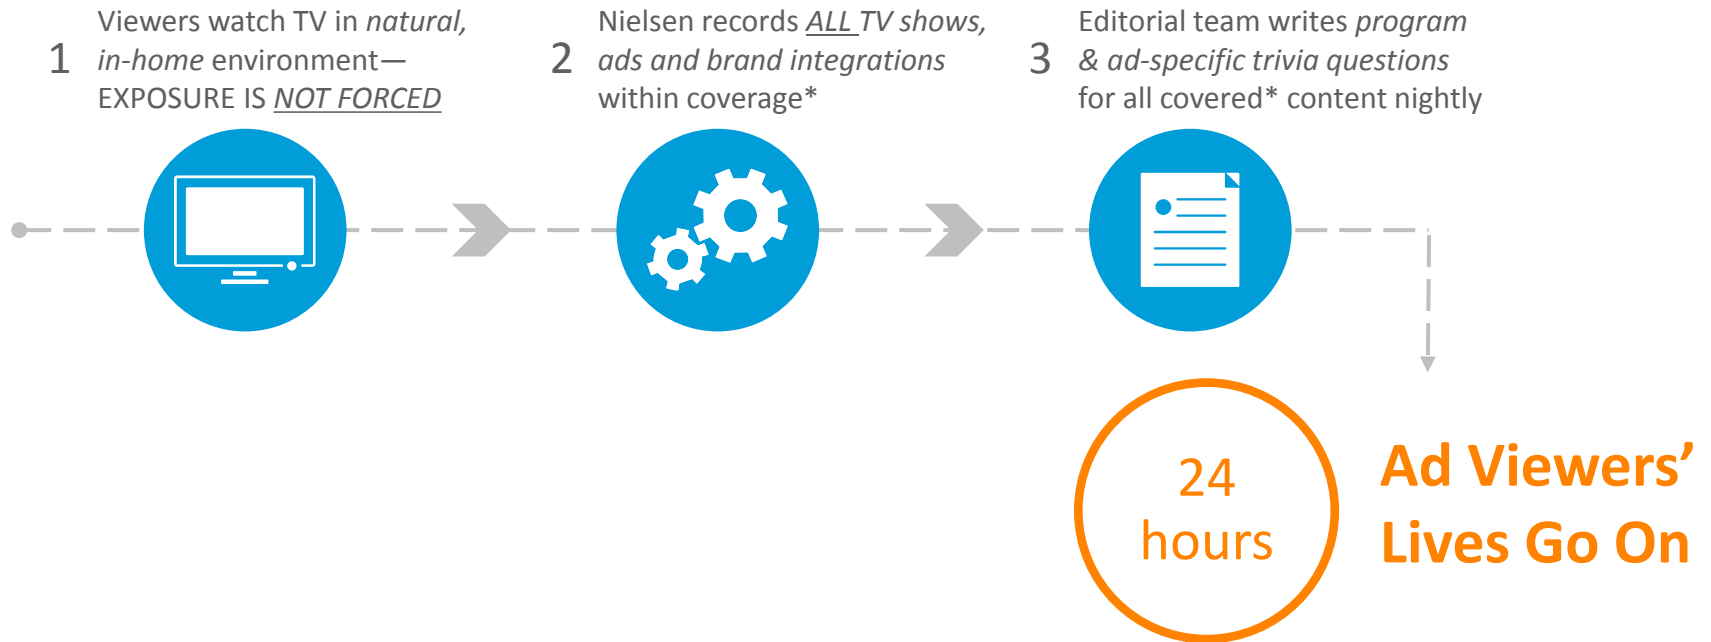 1
Viewers watch TV in natural,
in-home environment—
EXPOSURE IS NOT FORCED
2
Nielsen records ALL TV shows,
ads and brand integrations
within coverage*
3
Editorial team writes program
& ad-specific trivia questions
for all covered* content nightly
24
hours
Ad Viewers’
Lives Go On